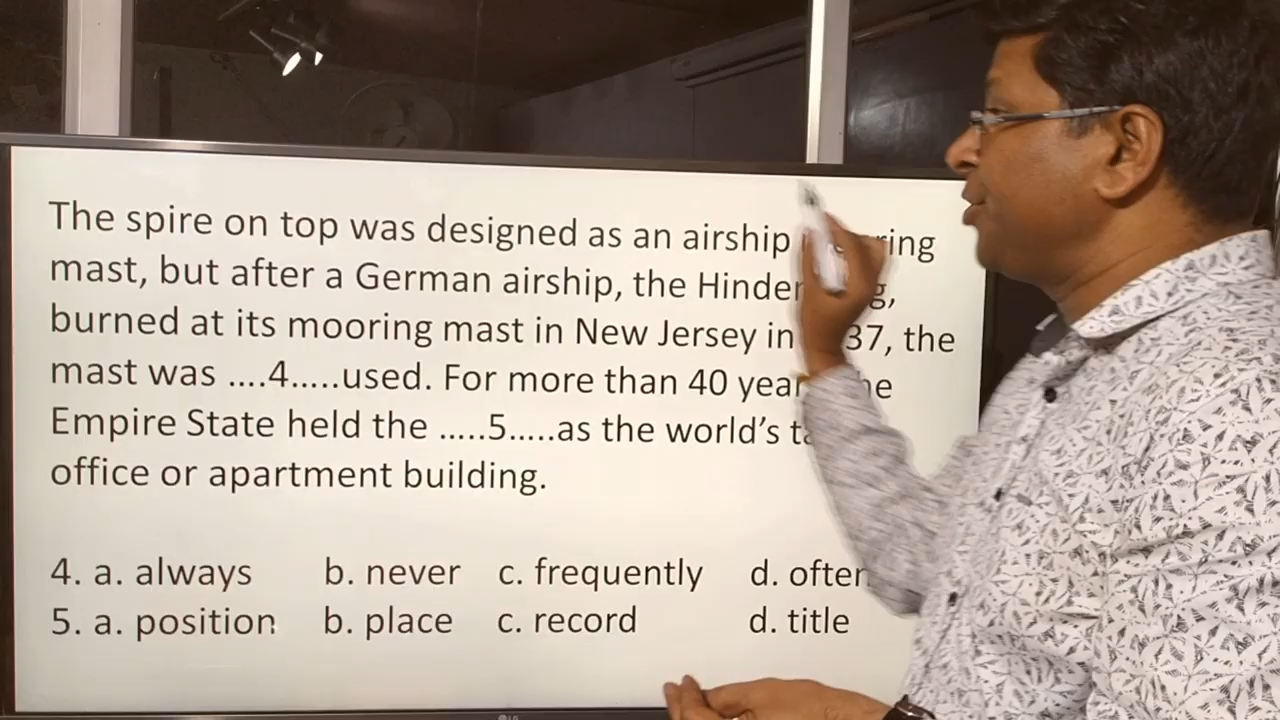 The spire on top was designed as an airship
mast, but after a German airship, the
burned at its mooring mast in New Jersey in the
mast was ....4.....used. For more than 40
Empire State held the .....5.....as the world's
office or apartment building.
4. a. always b. never c. frequently d. often
5. a. position b. place c. record d. title
LG